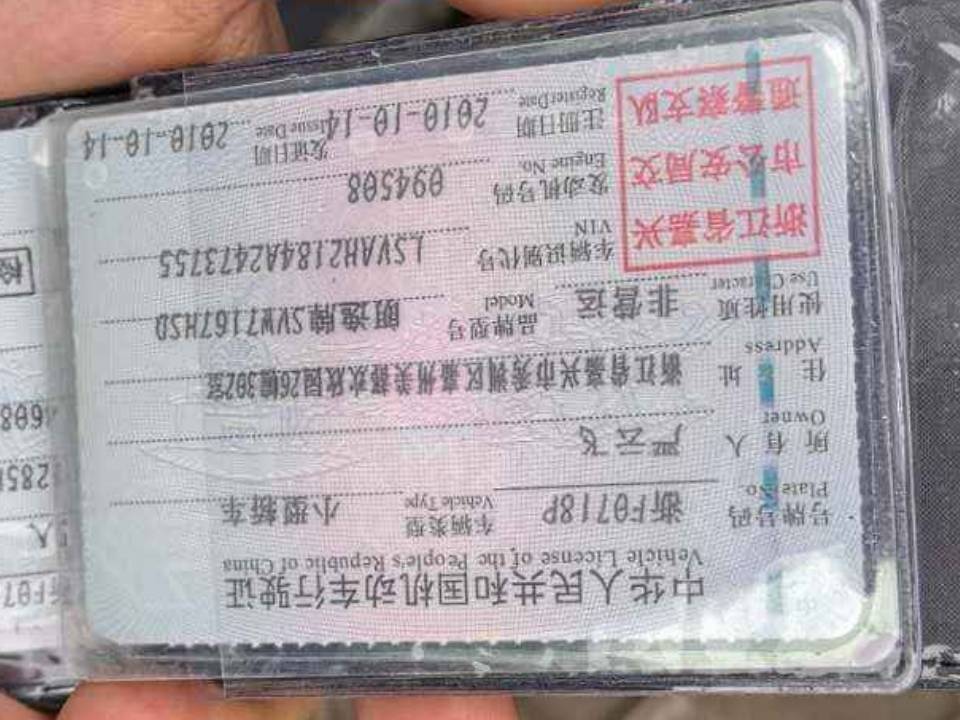 中华人民共和国机动车行驶证
Vehicle License of the People's Republic of China
号牌号码 浙F0718P 车辆类型 小型轿车
Plate No. Vehicle Type
所有人 严云飞
Owner
住址 浙江省嘉兴市秀洲区嘉州美都欢欣园26幢302室
Address
使用性质 非营运 品牌型号 朗逸牌SVW7167HSD
Use Character Model
浙江省嘉兴
市公安局交
通警察支队
车辆识别代号 LSVAH2184A2473755
VIN
发动机号码 094508
Engine No.
注册日期 2010-10-14 发证日期 2010-10-14
Register Date Issue Date
人
检